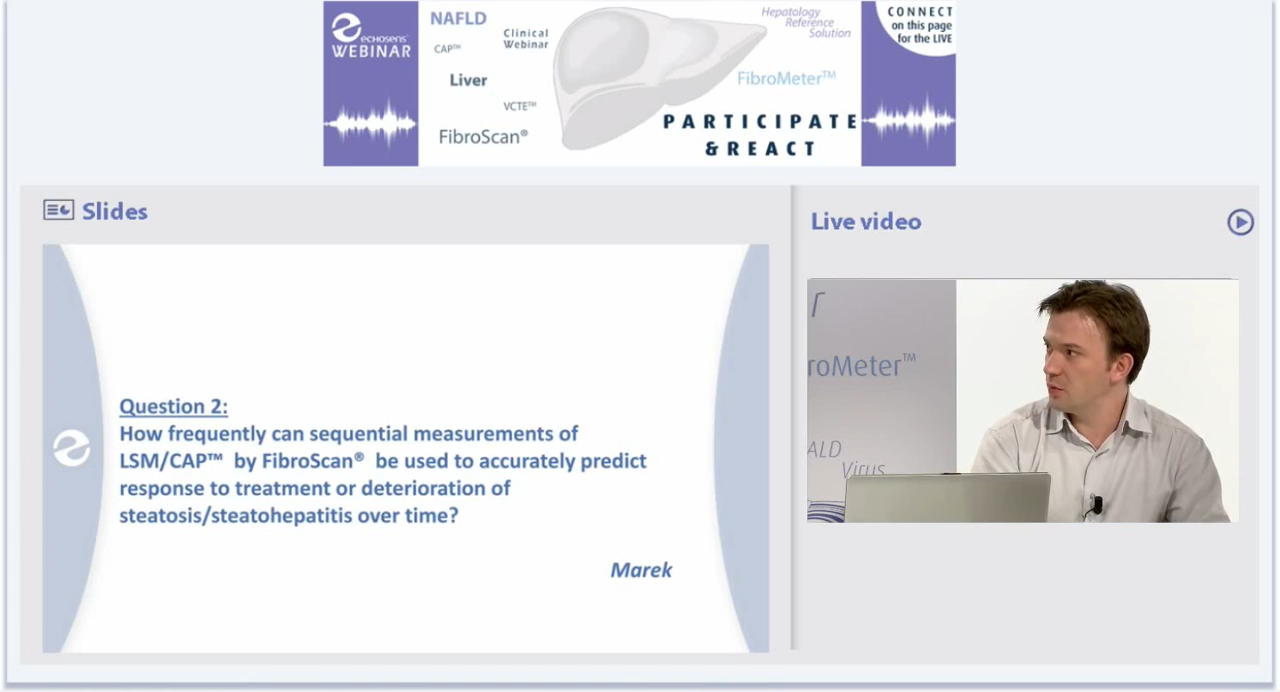 echosens
WEBINAR
NAFLD
CAP™
Clinical
Webinar
Liver
VCTE™
FibroScan®
Hepatology
Reference
Solution
FibroMeter™
PARTICIPATE
& REACT
CONNECT
on this page
for the LIVE
Slides
Question 2:
How frequently can sequential measurements of
LSM/CAP™ by FibroScan® be used to accurately predict
response to treatment or deterioration of
steatosis/steatohepatitis over time?
Marek
Live video
roMeter™
ALD
Virus